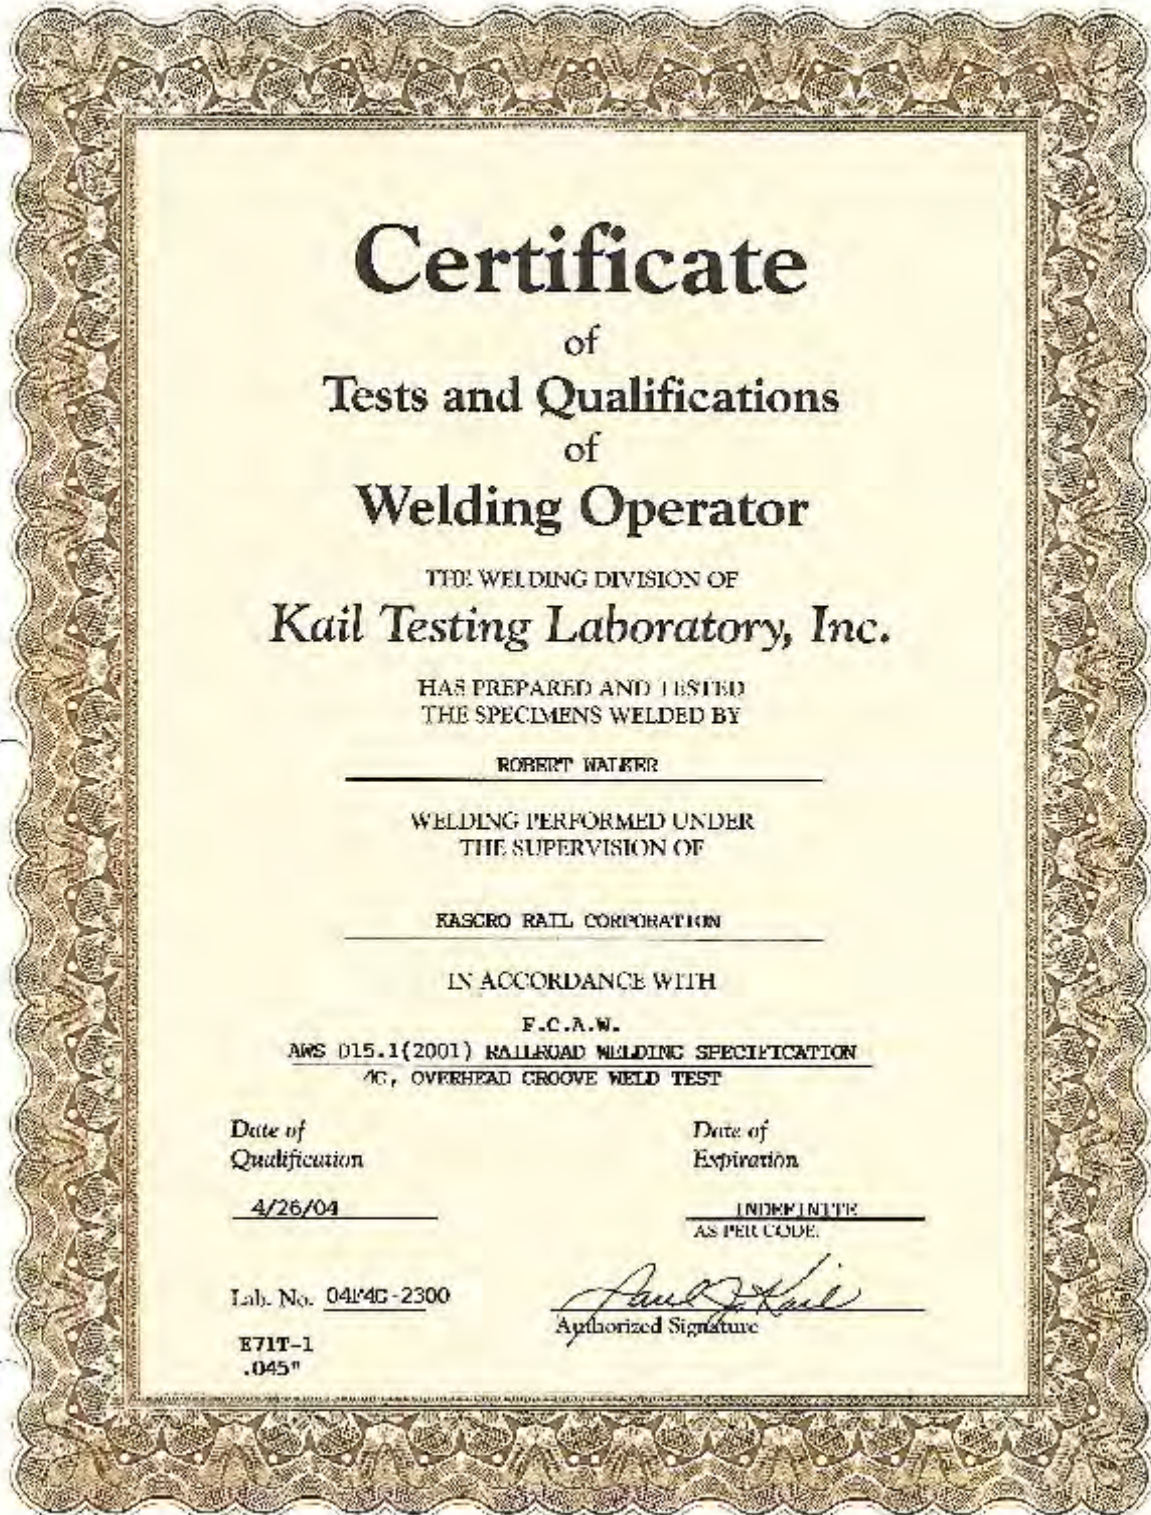 Certificate
of
Tests and Qualifications
of
Welding Operator
THE WELDING DIVISION OF
Kail Testing Laboratory, Inc.
HAS PREPARED AND TESTED
THE SPECIMENS WELDED BY
ROBERT WALKER
WELDING PERFORMED UNDER
THE SUPERVISION OF
KASGRO RAIL CORPORATION
IN ACCORDANCE WITH
F.C.A.W.
AWS D15.1(2001) RAILROAD WELDING SPECIFICATION
4G, OVERHEAD GROOVE WELD TEST
Date of
Qualification
4/26/04
Date of
Expiration
INDEFINITE
AS PER CODE.
Lab. No. 04F4G-2300
Paul J. Kail
Authorized Signature
E71T-1
.045"